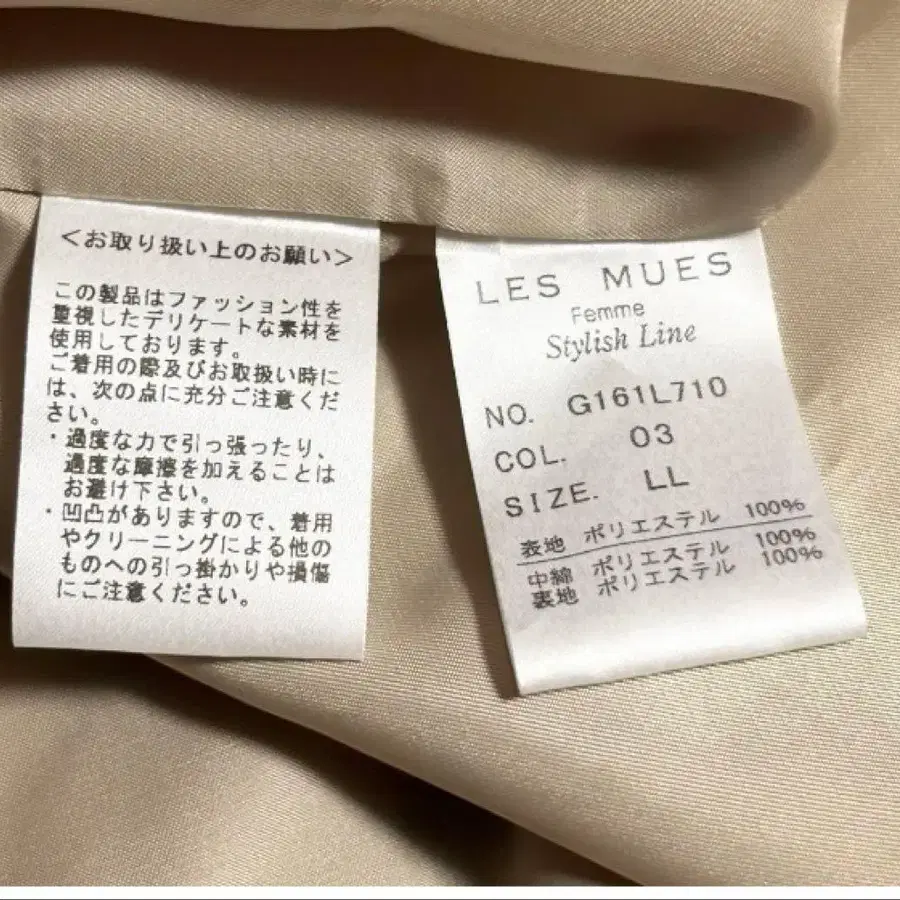 ＜お取り扱い上のお願い＞
この製品はファッション性を
重視したデリケートな素材を
使用しております。
ご着用の際及びお取扱い時に
は、次の点に充分ご注意くだ
さい。
・過度な力で引っ張ったり、
過度な摩擦を加えることは
お避け下さい。
・凹凸がありますので、着用
やクリーニングによる他の
ものへの引っ掛かりや損傷
にご注意ください。
LES MUES
Femme
Stylish Line
NO. G161L710
COL. 03
SIZE. LL
表地 ポリエステル 100%
中綿 ポリエステル 100%
裏地 ポリエステル 100%